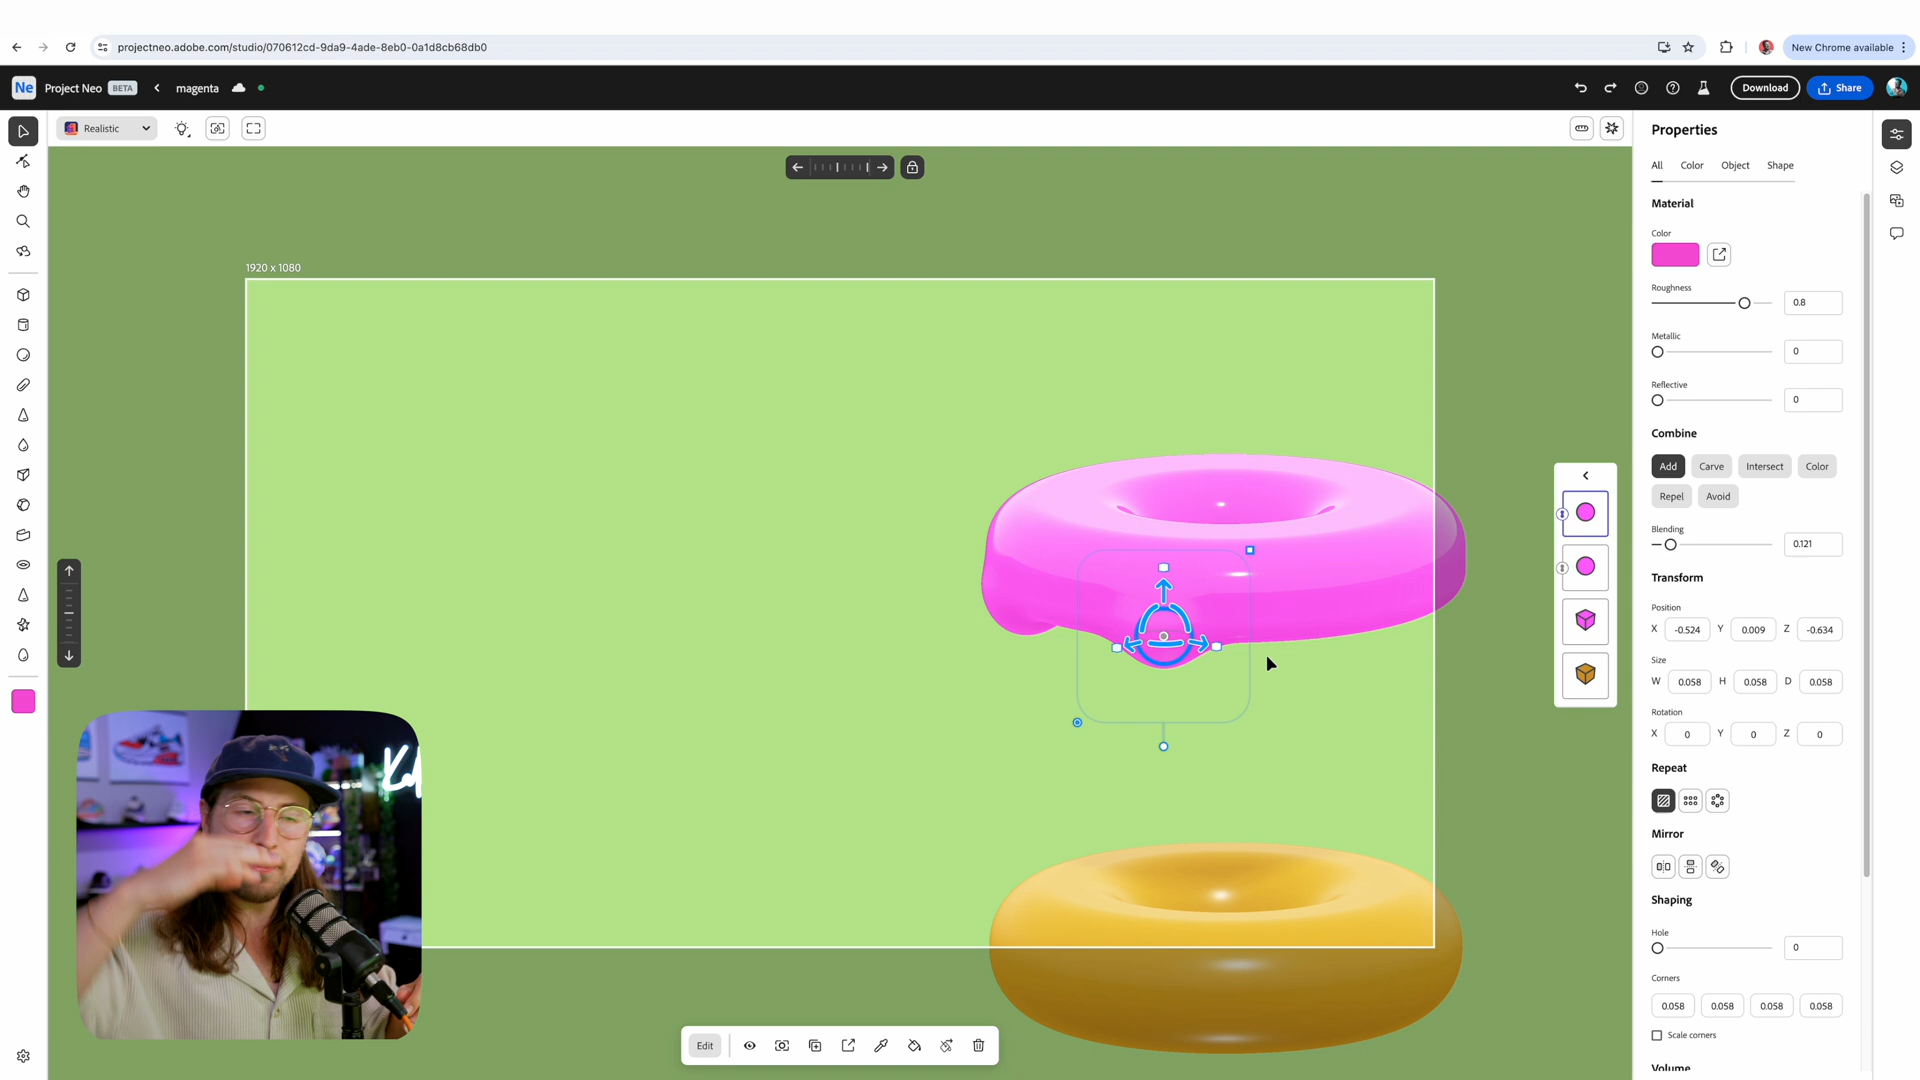 projectneo.adobe.com/studio/070612cd-9da9-4ade-8eb0-0a1d8cb68db0
New Chrome available
Ne Project Neo BETA magenta
Download Share
Realistic
1920 x 1080
Properties
All Color Object Shape
Material
Color
Roughness
0.8
Metallic
0
Reflective
0
Combine
Add Carve Intersect Color
Repel Avoid
Blending
0.121
Transform
Position
X -0.524 Y 0.009 Z -0.634
Size
W 0.058 H 0.058 D 0.058
Rotation
X 0 Y 0 Z 0
Repeat
Mirror
Shaping
Hole
0
Corners
0.058 0.058 0.058 0.058
Scale corners
Volume
Edit